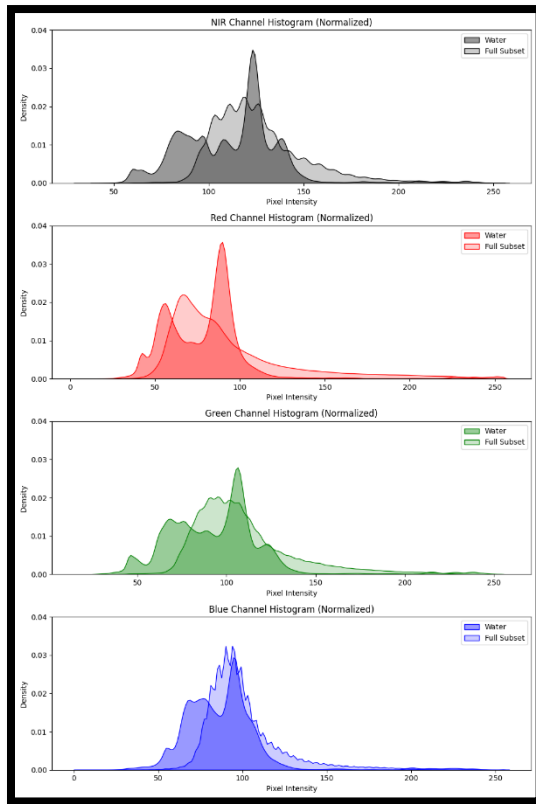 NIR Channel Histogram (Normalized)
0.04
Water
Full Subset
0.03
0.02
0.01
0.00
Density
50 100 150 200 250
Pixel Intensity
Red Channel Histogram (Normalized)
0.04
Water
Full Subset
0.03
0.02
0.01
0.00
Density
0 50 100 150 200 250
Pixel Intensity
Green Channel Histogram (Normalized)
0.04
Water
Full Subset
0.03
0.02
0.01
0.00
Density
50 100 150 200 250
Pixel Intensity
Blue Channel Histogram (Normalized)
0.04
Water
Full Subset
0.03
0.02
0.01
0.00
Density
0 50 100 150 200 250
Pixel Intensity